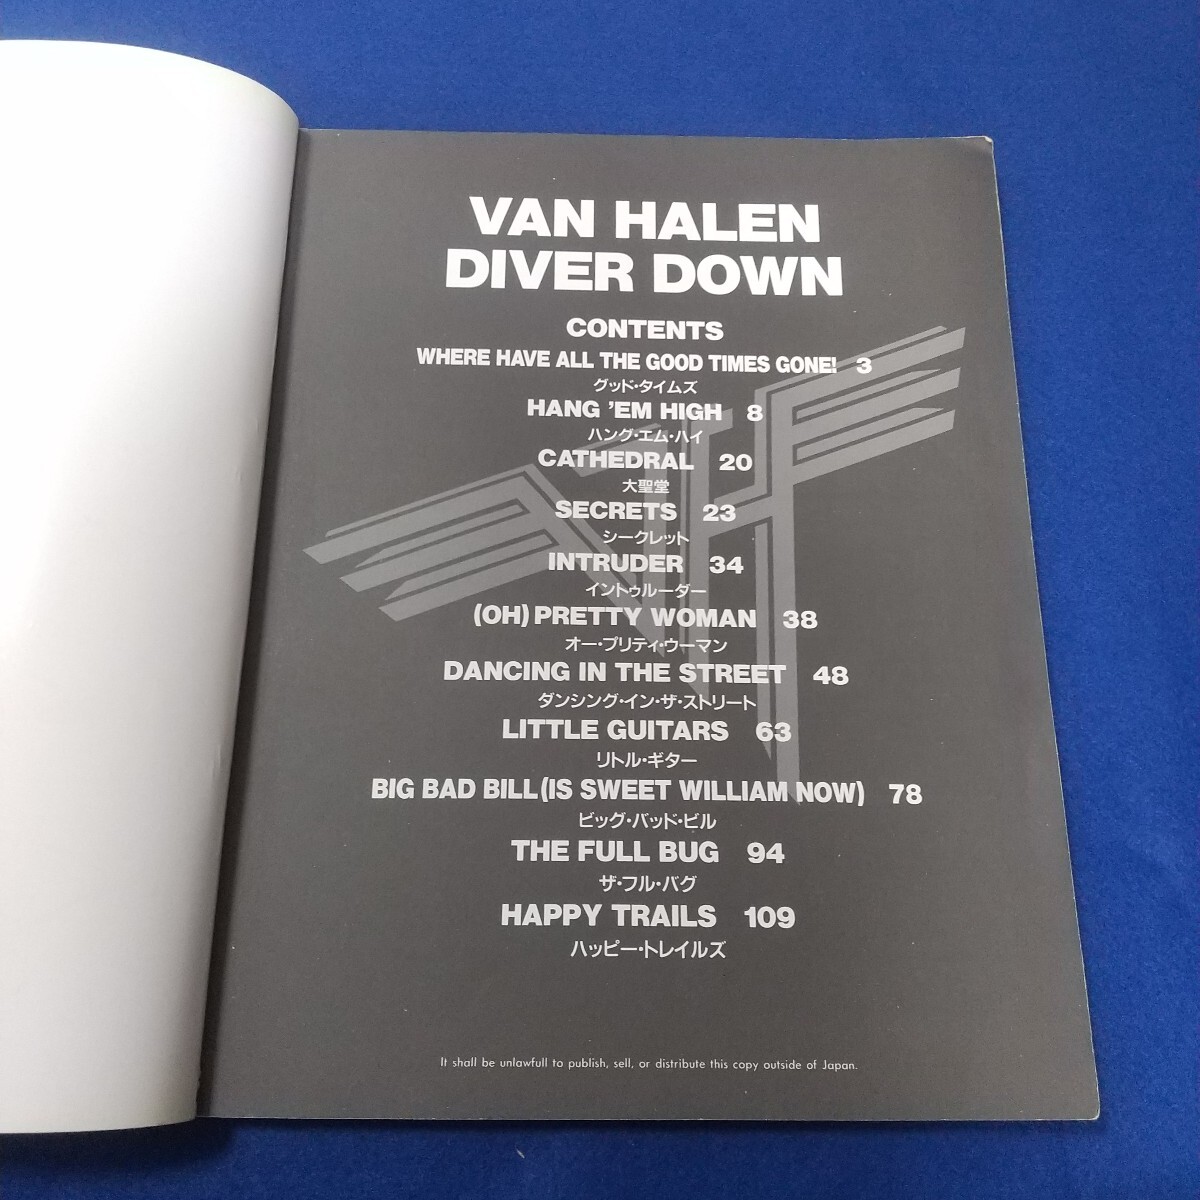 VAN HALEN
DIVER DOWN
CONTENTS
WHERE HAVE ALL THE GOOD TIMES GONE! 3
グッド・タイムズ
HANG 'EM HIGH 8
ハング・エム・ハイ
CATHEDRAL 20
大聖堂
SECRETS 23
シークレット
INTRUDER 34
イントゥルーダー
(OH) PRETTY WOMAN 38
オー・プリティ・ウーマン
DANCING IN THE STREET 48
ダンシング・イン・ザ・ストリート
LITTLE GUITARS 63
リトル・ギター
BIG BAD BILL (IS SWEET WILLIAM NOW) 78
ビッグ・バッド・ビル
THE FULL BUG 94
ザ・フル・バグ
HAPPY TRAILS 109
ハッピー・トレイルズ
It shall be unlawfull to publish, sell, or distribute this copy outside of Japan.